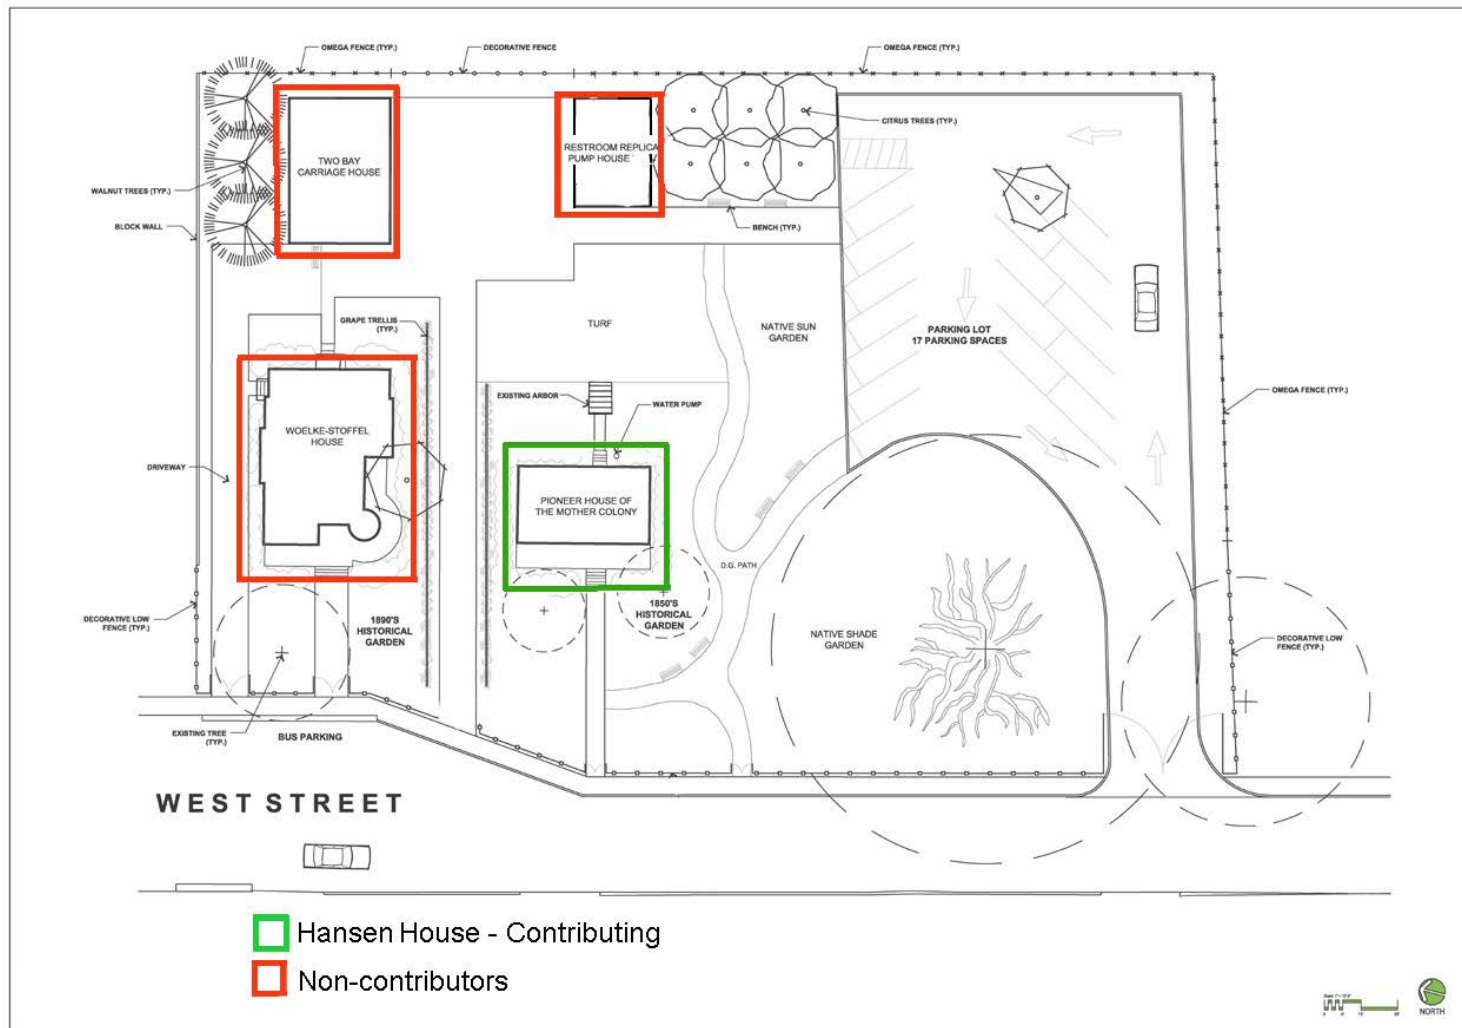 OMEGA FENCE (TYP.)
DECORATIVE FENCE
OMEGA FENCE (TYP.)
CITRUS TREES (TYP.)
TWO BAY
CARRIAGE HOUSE
RESTROOM REPLICA
PUMP HOUSE
WALNUT TREES (TYP.)
BLOCK WALL
BENCH (TYP.)
GRAPE TRELLIS
(TYP.)
TURF
NATIVE SUN
GARDEN
PARKING LOT
17 PARKING SPACES
EXISTING ARBOR
WATER PUMP
OMEGA FENCE (TYP.)
WOELKE-STOFFEL
HOUSE
DRIVEWAY
PIONEER HOUSE OF
THE MOTHER COLONY
D.G. PATH
DECORATIVE LOW
FENCE (TYP.)
1890'S
HISTORICAL
GARDEN
1850'S
HISTORICAL
GARDEN
NATIVE SHADE
GARDEN
DECORATIVE LOW
FENCE (TYP.)
EXISTING TREE
(TYP.)
BUS PARKING
WEST STREET
Hansen House - Contributing
Non-contributors
NORTH